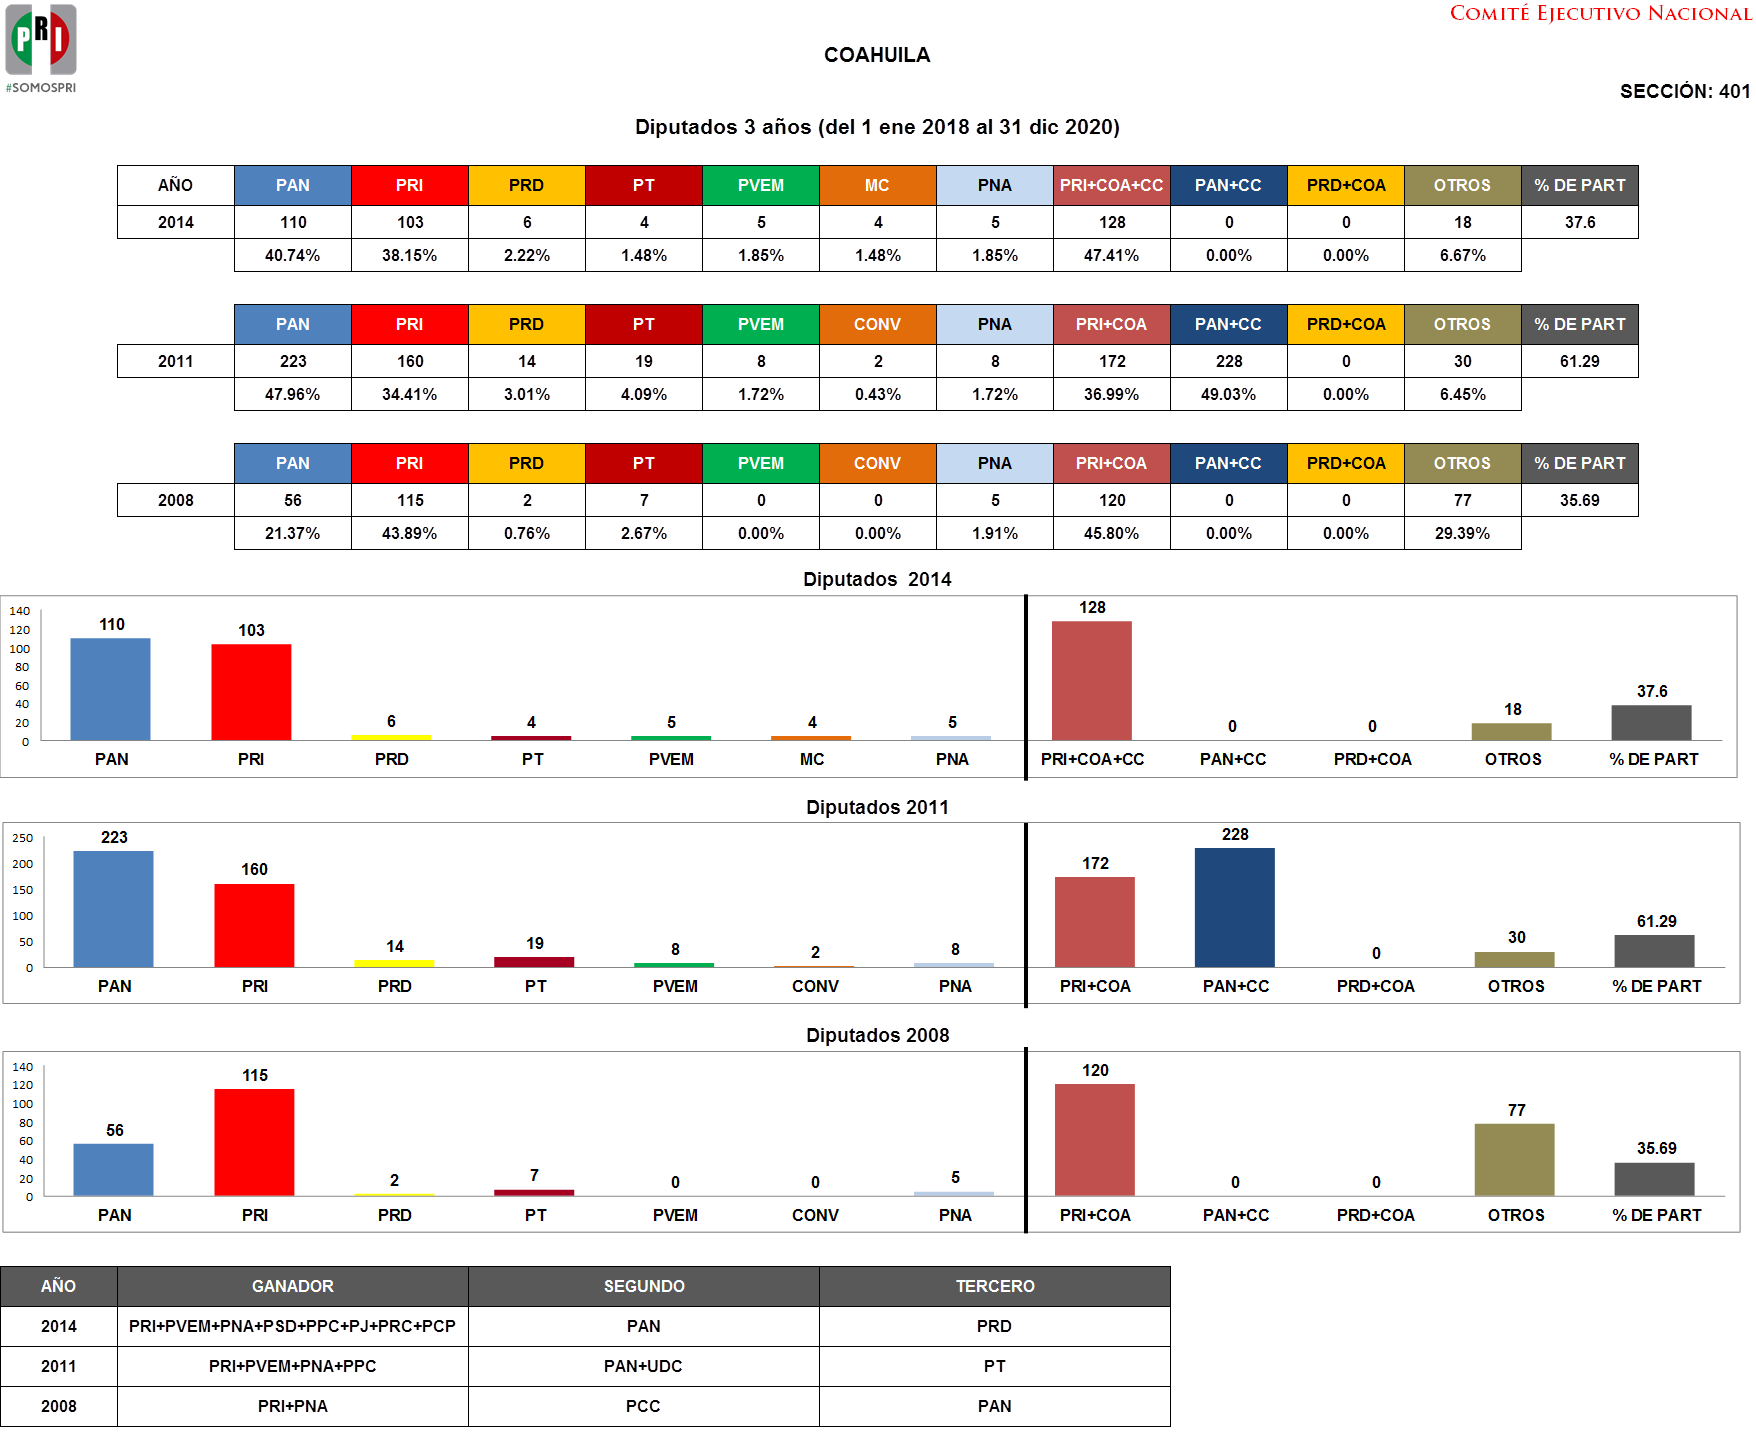 PRI
#SOMOSPRI
COMITÉ EJECUTIVO NACIONAL
COAHUILA
SECCIÓN: 401
Diputados 3 años (del 1 ene 2018 al 31 dic 2020)
AÑO PAN PRI PRD PT PVEM MC PNA PRI+COA+CC PAN+CC PRD+COA OTROS % DE PART
2014 110 103 6 4 5 4 5 128 0 0 18 37.6
40.74% 38.15% 2.22% 1.48% 1.85% 1.48% 1.85% 47.41% 0.00% 0.00% 6.67%
PAN PRI PRD PT PVEM CONV PNA PRI+COA PAN+CC PRD+COA OTROS % DE PART
2011 223 160 14 19 8 2 8 172 228 0 30 61.29
47.96% 34.41% 3.01% 4.09% 1.72% 0.43% 1.72% 36.99% 49.03% 0.00% 6.45%
PAN PRI PRD PT PVEM CONV PNA PRI+COA PAN+CC PRD+COA OTROS % DE PART
2008 56 115 2 7 0 0 5 120 0 0 77 35.69
21.37% 43.89% 0.76% 2.67% 0.00% 0.00% 1.91% 45.80% 0.00% 0.00% 29.39%
Diputados 2014
140
120
100
80
60
40
20
0
110 103 6 4 5 4 5 128 0 0 18 37.6
PAN PRI PRD PT PVEM MC PNA PRI+COA+CC PAN+CC PRD+COA OTROS % DE PART
Diputados 2011
250
200
150
100
50
0
223 160 14 19 8 2 8 172 228 0 30 61.29
PAN PRI PRD PT PVEM CONV PNA PRI+COA PAN+CC PRD+COA OTROS % DE PART
Diputados 2008
140
120
100
80
60
40
20
0
56 115 2 7 0 0 5 120 0 0 77 35.69
PAN PRI PRD PT PVEM CONV PNA PRI+COA PAN+CC PRD+COA OTROS % DE PART
AÑO GANADOR SEGUNDO TERCERO
2014 PRI+PVEM+PNA+PSD+PPC+PJ+PRC+PCP PAN PRD
2011 PRI+PVEM+PNA+PPC PAN+UDC PT
2008 PRI+PNA PCC PAN